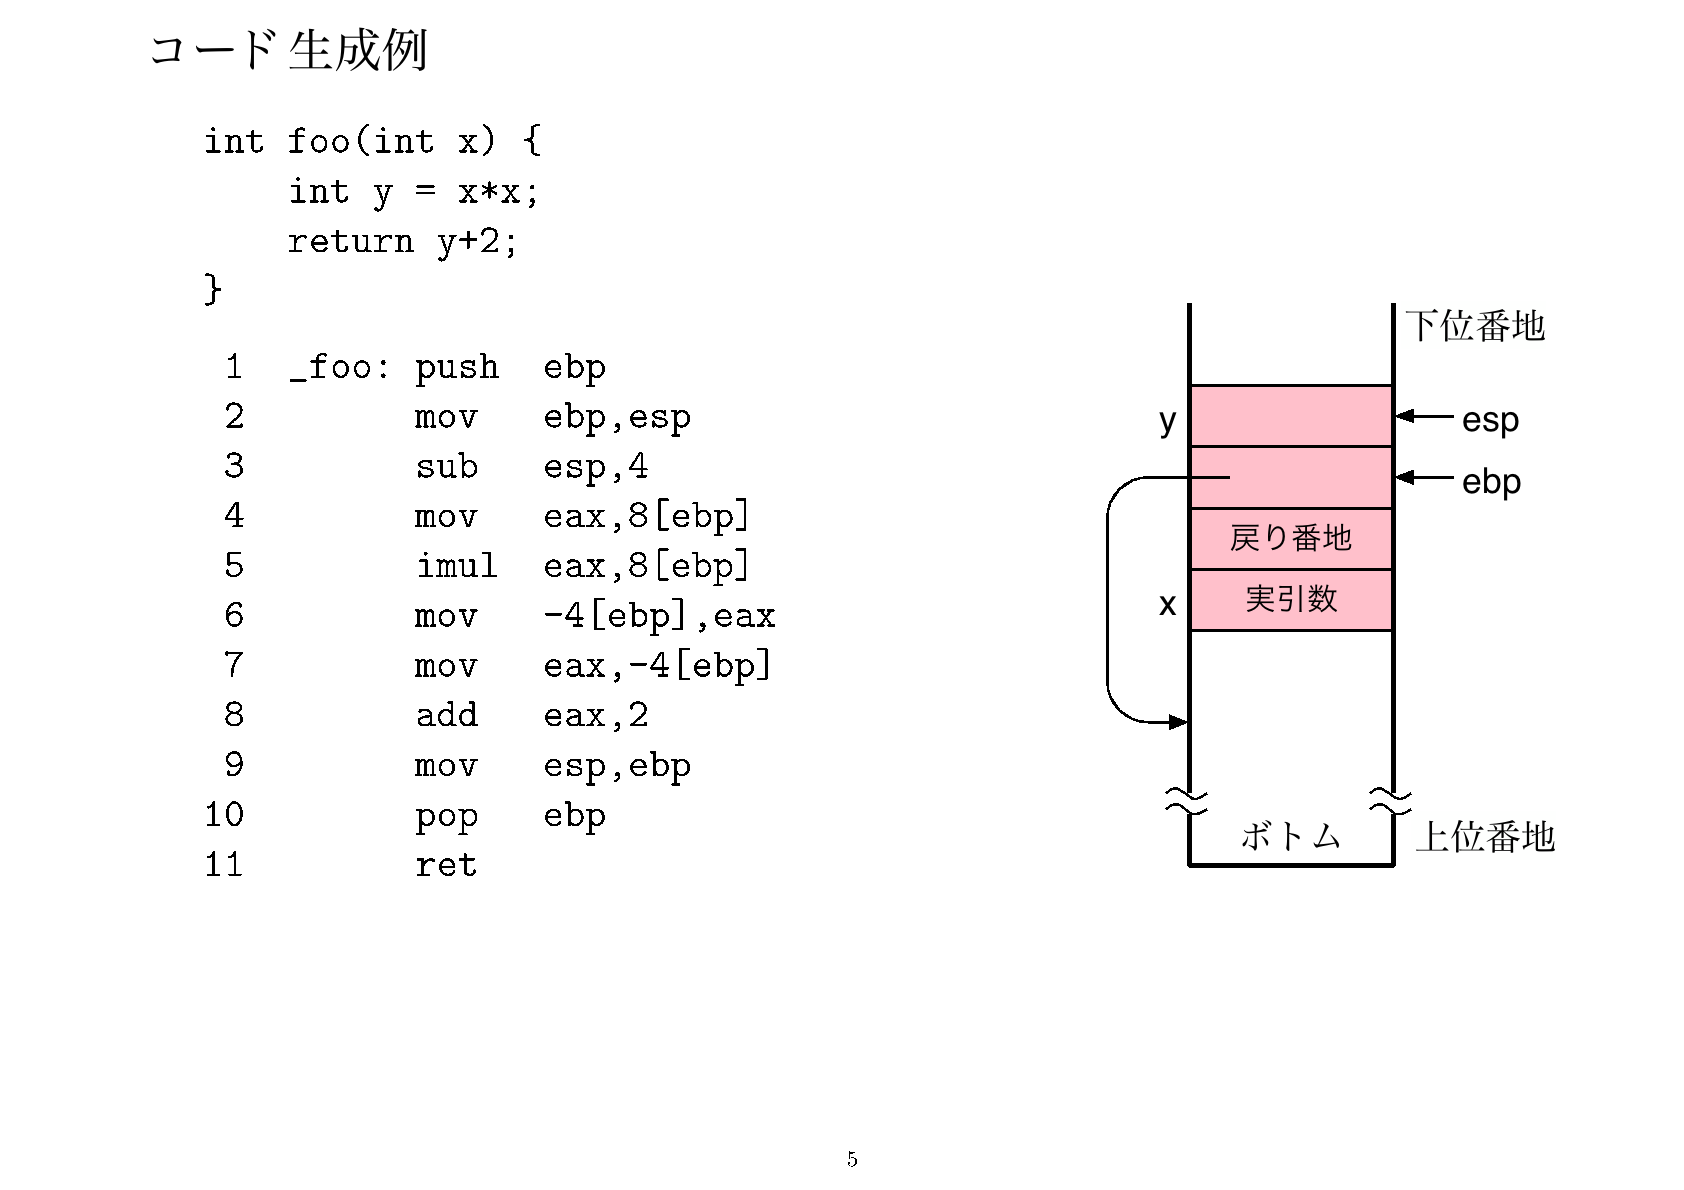 コード生成例
int foo(int x) {
    int y = x*x;
    return y+2;
}
1 _foo: push ebp
2 mov ebp,esp
3 sub esp,4
4 mov eax,8[ebp]
5 imul eax,8[ebp]
6 mov -4[ebp],eax
7 mov eax,-4[ebp]
8 add eax,2
9 mov esp,ebp
10 pop ebp
11 ret
下位番地
y esp
ebp
戻り番地
x 実引数
ボトム 上位番地
5